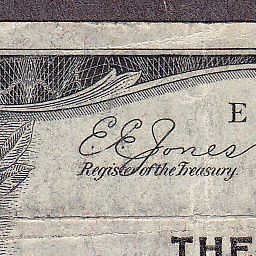 E
E E Jones
Register of the Treasury.
THE